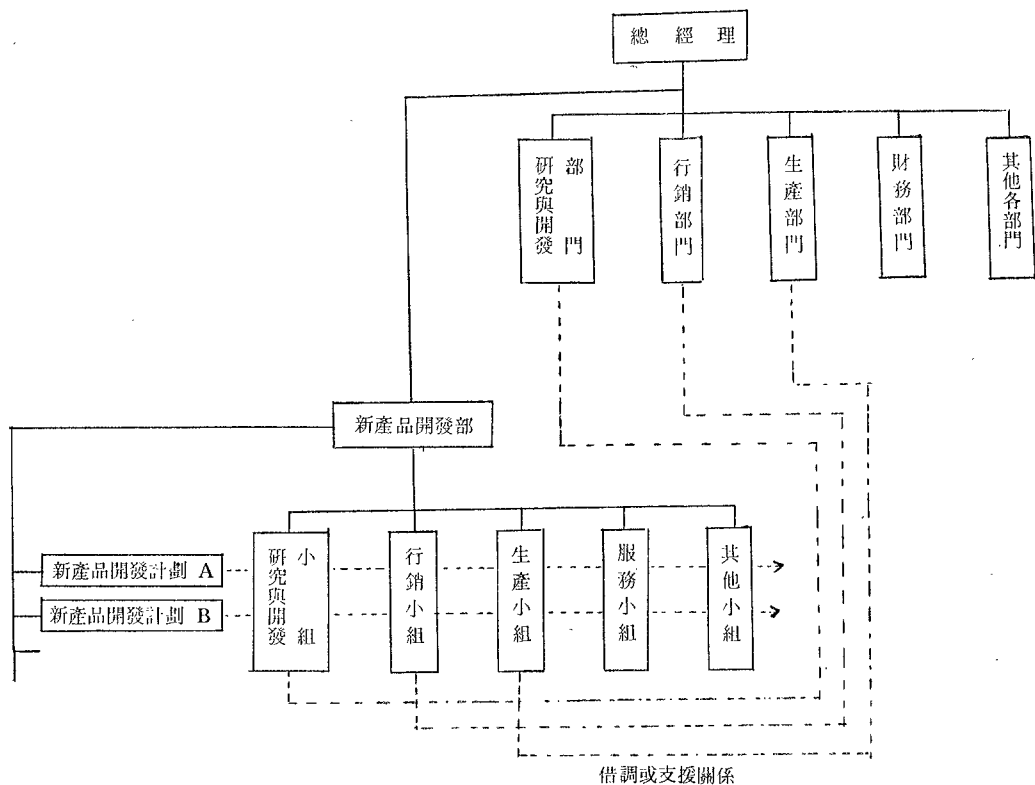 總經理
研究與開發部門
行銷部門
生產部門
財務部門
其他各部門
新產品開發部
研究與開發小組
行銷小組
生產小組
服務小組
其他小組
新產品開發計劃 A
新產品開發計劃 B
借調或支援關係